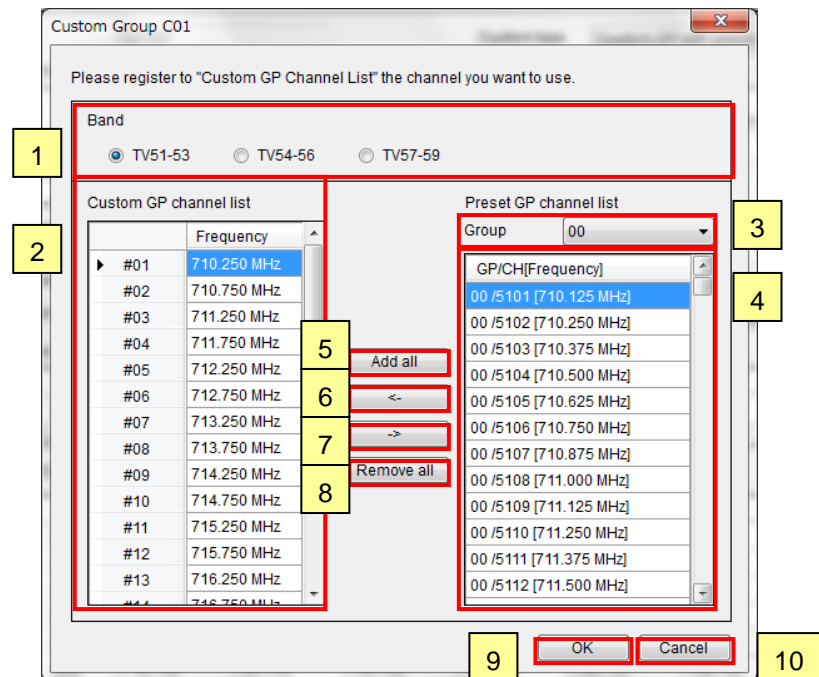 Custom Group C01
Please register to "Custom GP Channel List" the channel you want to use.
Band
1
TV51-53 TV54-56 TV57-59
Custom GP channel list
Preset GP channel list
2
Group 00
3
Frequency
GP/CH[Frequency]
4
#01 710.250 MHz
#02 710.750 MHz
#03 711.250 MHz
#04 711.750 MHz
#05 712.250 MHz
#06 712.750 MHz
#07 713.250 MHz
#08 713.750 MHz
#09 714.250 MHz
#10 714.750 MHz
#11 715.250 MHz
#12 715.750 MHz
#13 716.250 MHz
#14 716.750 MHz
5
Add all
6
<-
7
->
8
Remove all
00 /5101 [710.125 MHz]
00 /5102 [710.250 MHz]
00 /5103 [710.375 MHz]
00 /5104 [710.500 MHz]
00 /5105 [710.625 MHz]
00 /5106 [710.750 MHz]
00 /5107 [710.875 MHz]
00 /5108 [711.000 MHz]
00 /5109 [711.125 MHz]
00 /5110 [711.250 MHz]
00 /5111 [711.375 MHz]
00 /5112 [711.500 MHz]
9
OK
Cancel
10